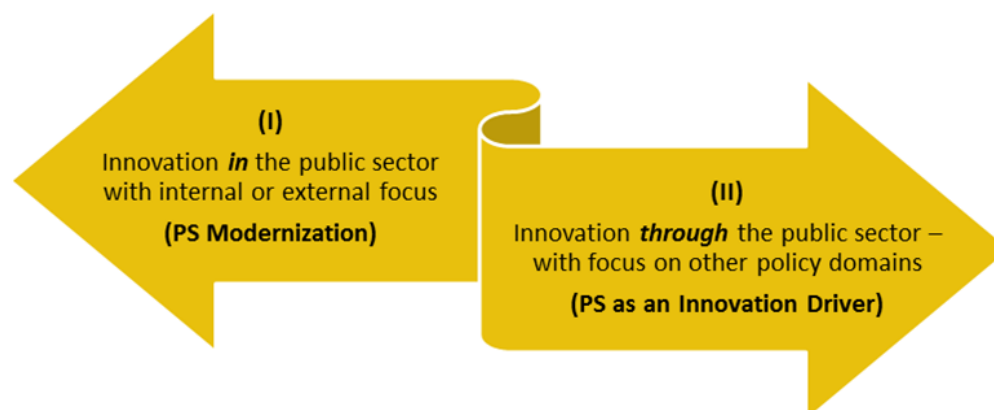 (I)
Innovation in the public sector
with internal or external focus
(PS Modernization)
(II)
Innovation through the public sector –
with focus on other policy domains
(PS as an Innovation Driver)